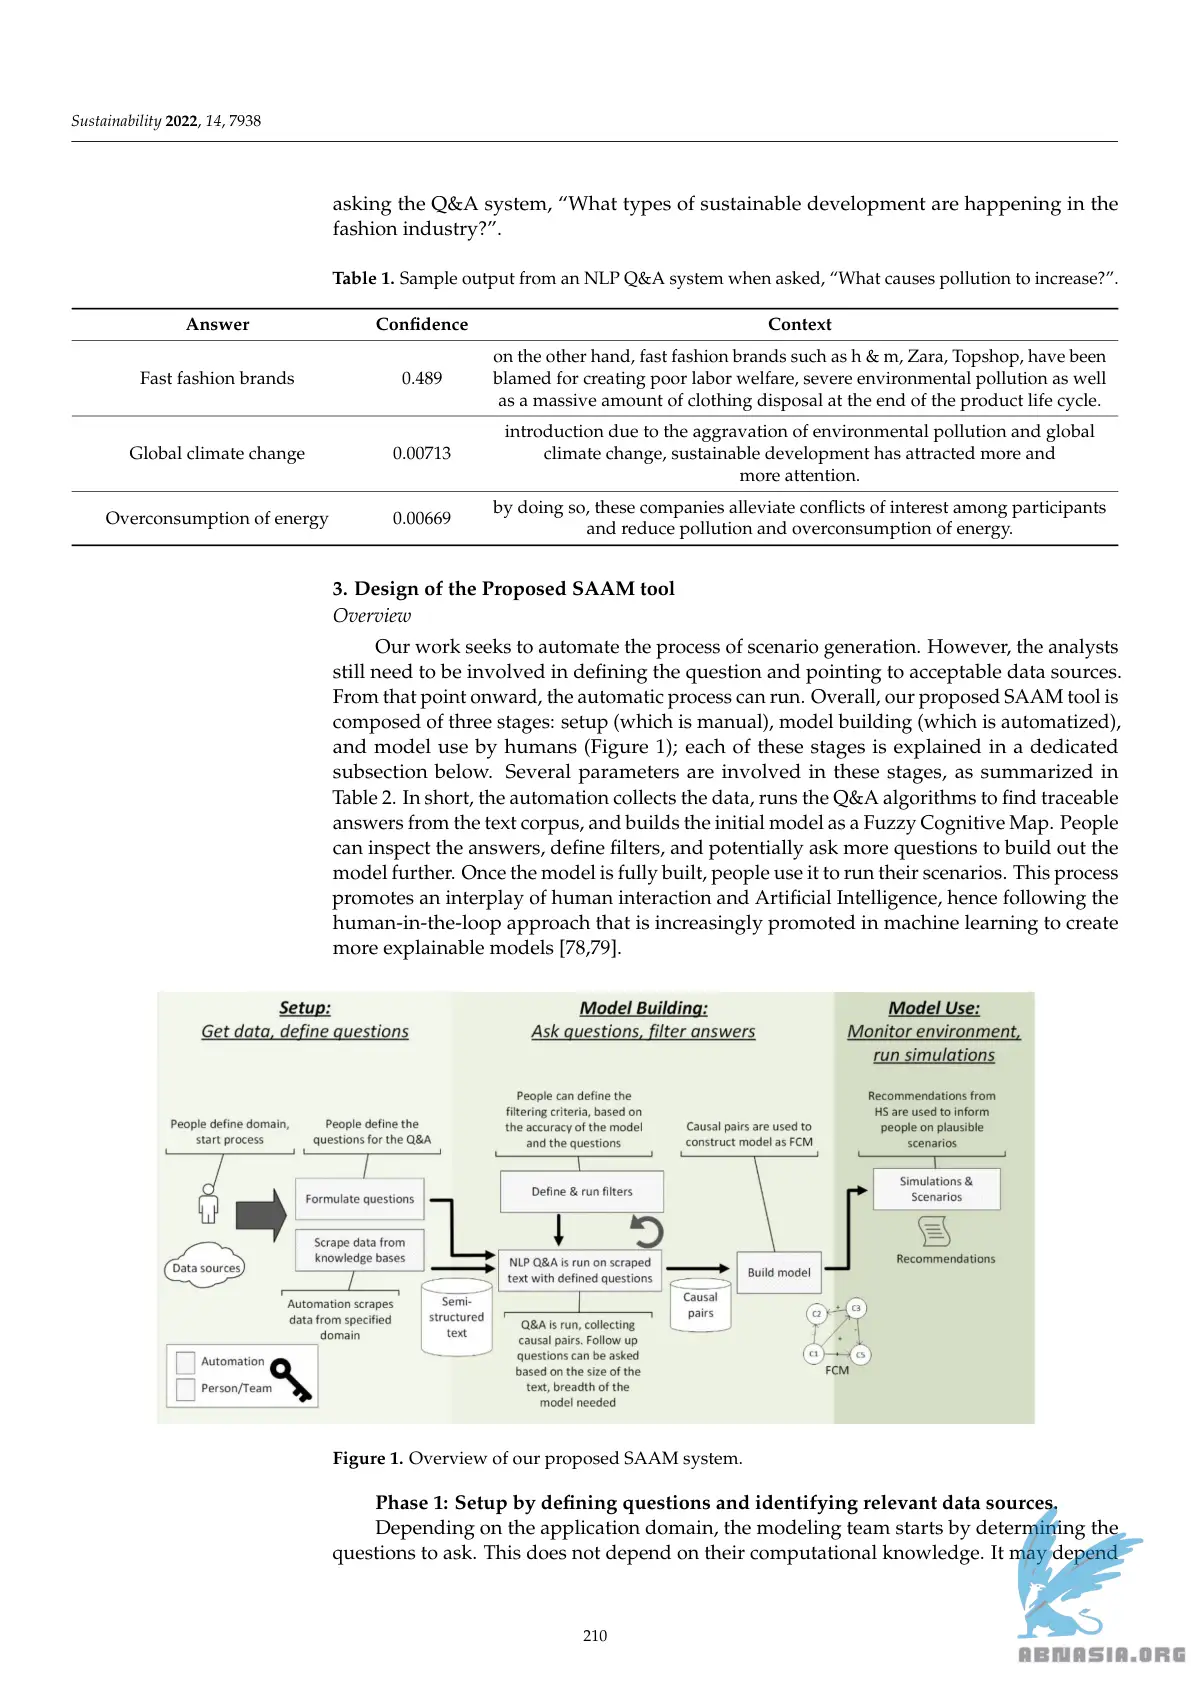 Sustainability 2022, 14, 7938
asking the Q&A system, “What types of sustainable development are happening in the
fashion industry?”.
Table 1. Sample output from an NLP Q&A system when asked, “What causes pollution to increase?”.
Answer Confidence Context
Fast fashion brands 0.489 on the other hand, fast fashion brands such as h & m, Zara, Topshop, have been
blamed for creating poor labor welfare, severe environmental pollution as well
as a massive amount of clothing disposal at the end of the product life cycle.
Global climate change 0.00713 introduction due to the aggravation of environmental pollution and global
climate change, sustainable development has attracted more and
more attention.
Overconsumption of energy 0.00669 by doing so, these companies alleviate conflicts of interest among participants
and reduce pollution and overconsumption of energy.
3. Design of the Proposed SAAM tool
Overview
Our work seeks to automate the process of scenario generation. However, the analysts
still need to be involved in defining the question and pointing to acceptable data sources.
From that point onward, the automatic process can run. Overall, our proposed SAAM tool is
composed of three stages: setup (which is manual), model building (which is automatized),
and model use by humans (Figure 1); each of these stages is explained in a dedicated
subsection below. Several parameters are involved in these stages, as summarized in
Table 2. In short, the automation collects the data, runs the Q&A algorithms to find traceable
answers from the text corpus, and builds the initial model as a Fuzzy Cognitive Map. People
can inspect the answers, define filters, and potentially ask more questions to build out the
model further. Once the model is fully built, people use it to run their scenarios. This process
promotes an interplay of human interaction and Artificial Intelligence, hence following the
human-in-the-loop approach that is increasingly promoted in machine learning to create
more explainable models [78,79].
Setup:
Get data, define questions
Model Building:
Ask questions, filter answers
Model Use:
Monitor environment,
run simulations
People define domain,
start process
People define the
questions for the Q&A
People can define the
filtering criteria, based on
the accuracy of the model
and the questions
Causal pairs are used to
construct model as FCM
Recommendations from
HS are used to inform
people on plausible
scenarios
Formulate questions
Define & run filters
Simulations &
Scenarios
Data sources
Scrape data from
knowledge bases
NLP Q&A is run on scraped
text with defined questions
Build model
Recommendations
Automation scrapes
data from specified
domain
Semi-
structured
text
Causal
pairs
Q&A is run, collecting
causal pairs. Follow up
questions can be asked
based on the size of the
text, breadth of the
model needed
C2
C3
C1
C5
FCM
Automation
Person/Team
Figure 1. Overview of our proposed SAAM system.
Phase 1: Setup by defining questions and identifying relevant data sources.
Depending on the application domain, the modeling team starts by determining the
questions to ask. This does not depend on their computational knowledge. It may depend
210
ABNASIA.ORG